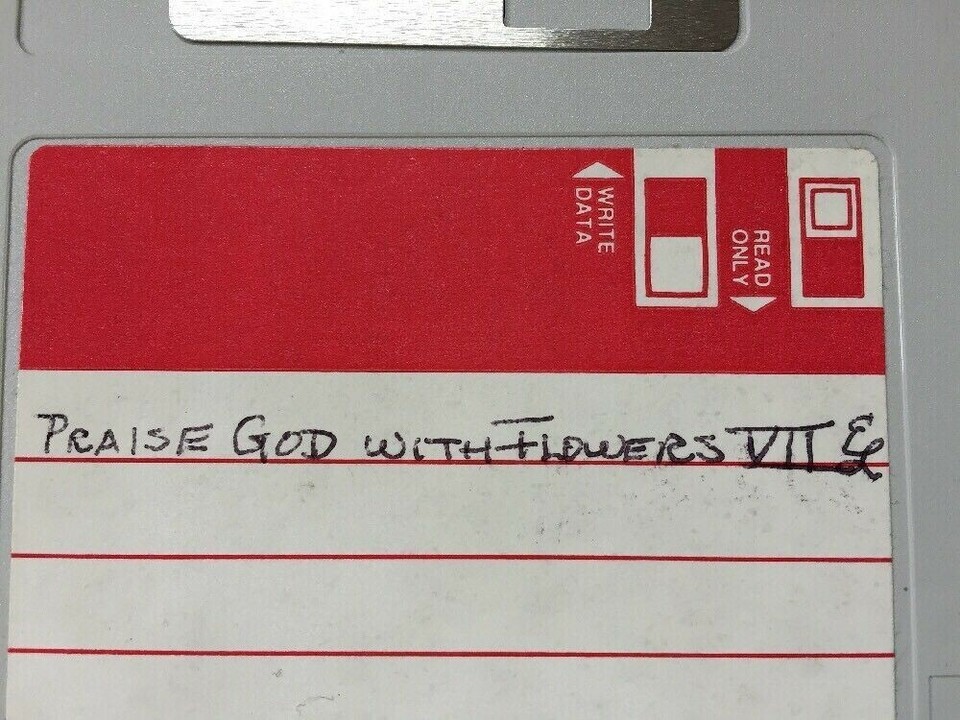 WRITE
DATA
READ
ONLY
PRAISE GOD WITH FLOWERS VII &